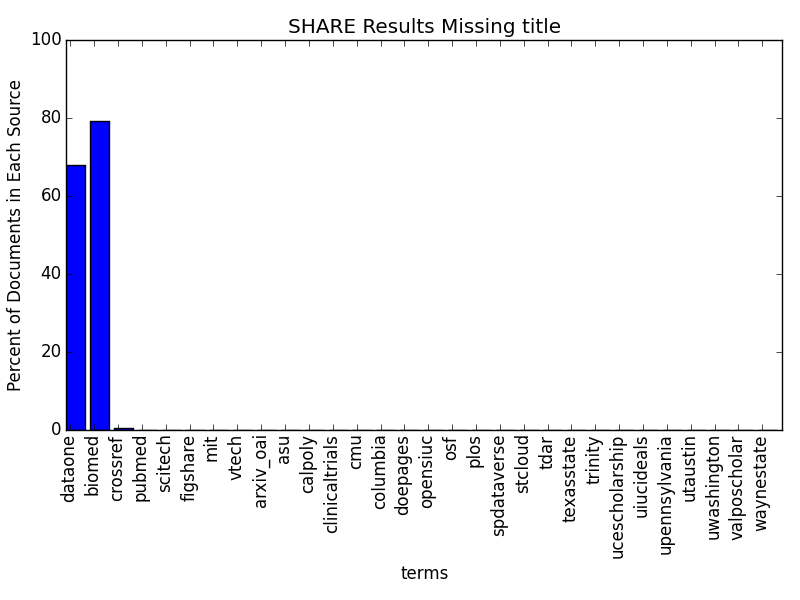 SHARE Results Missing title
Percent of Documents in Each Source
100
80
60
40
20
0
dataone
biomed
crossref
pubmed
scitech
figshare
mit
vtech
arxiv_oai
asu
calpoly
clinicaltrials
cmu
columbia
doepages
opensiuc
osf
plos
spdataverse
stcloud
tdar
texasstate
trinity
ucescholarship
uiucideals
upennsylvania
utaustin
uwashington
valposcholar
waynestate
terms